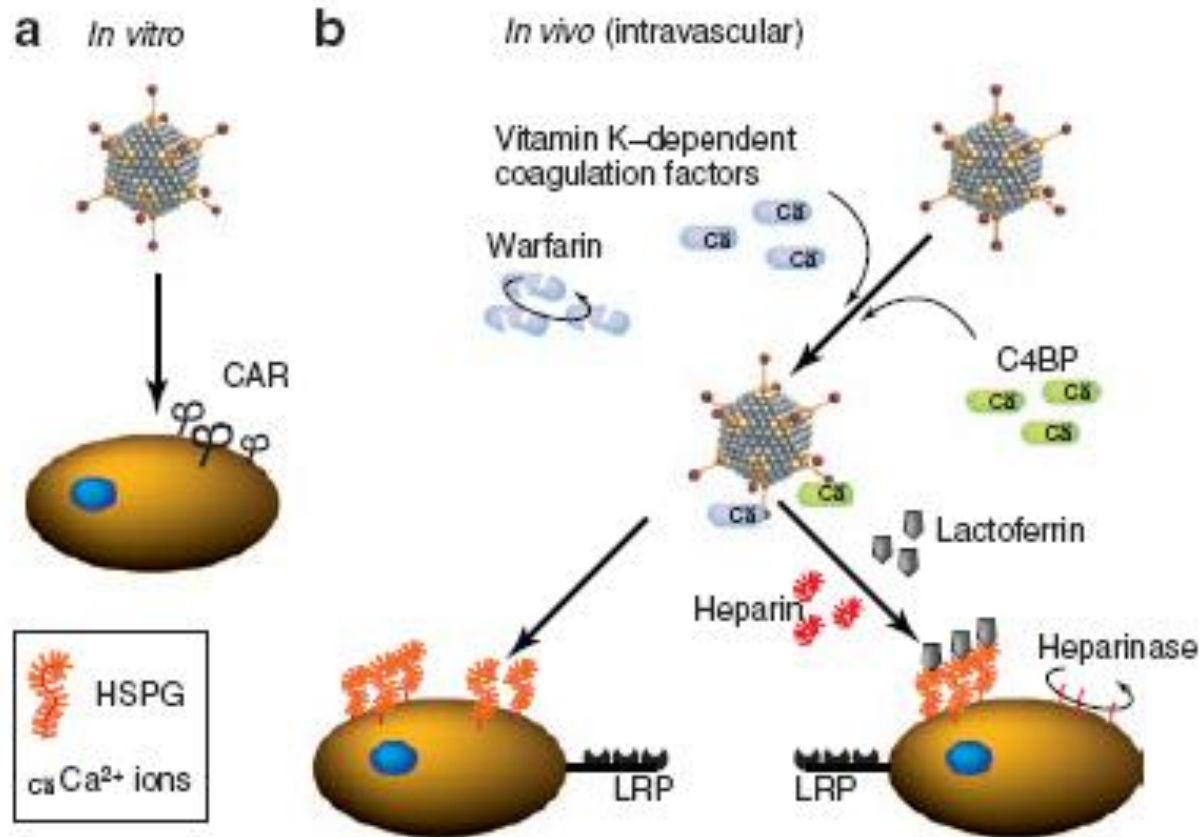 a In vitro
b In vivo (intravascular)
Vitamin K–dependent
coagulation factors
Ca
Ca
Ca
Warfarin
C4BP
Ca
Ca
Ca
CAR
Ca
Ca
Lactoferrin
Heparin
Heparinase
HSPG
Ca Ca²⁺ ions
LRP
LRP